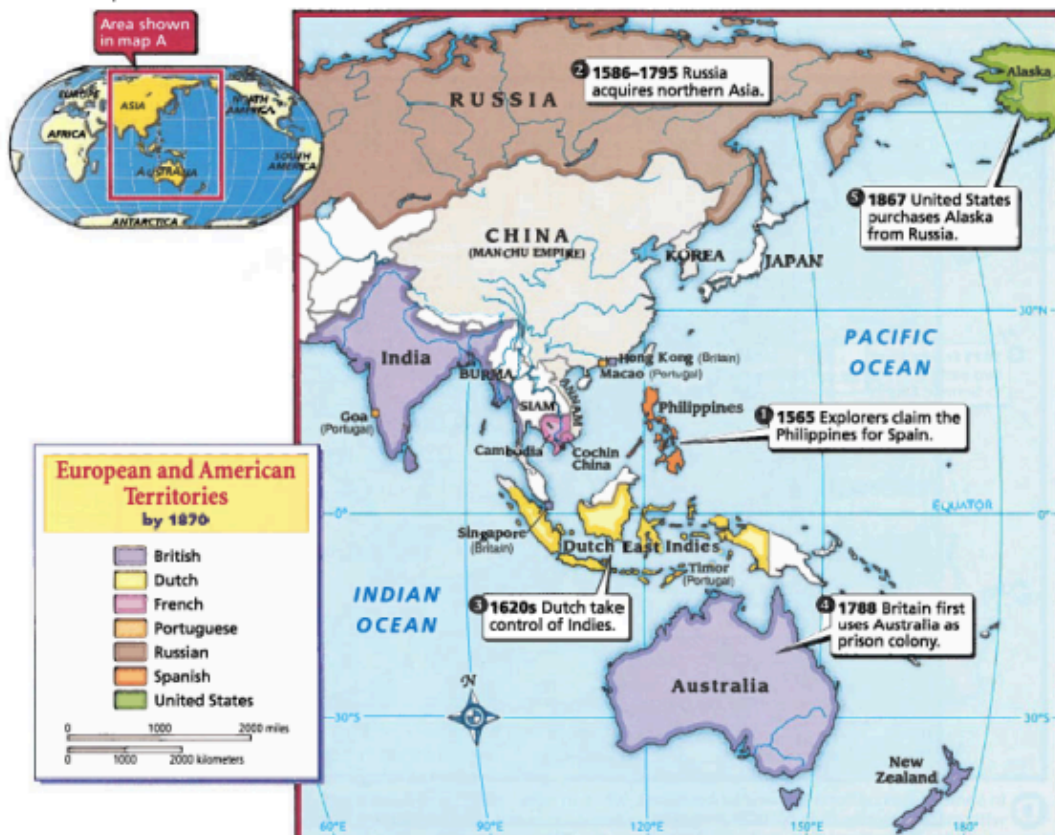 Area shown
in map A
EUROPE
ASIA
NORTH
AMERICA
AFRICA
SOUTH
AMERICA
AUSTRALIA
ANTARCTICA
RUSSIA
2 1586–1795 Russia
acquires northern Asia.
Alaska
5 1867 United States
purchases Alaska
from Russia.
CHINA
(MANCHU EMPIRE)
KOREA
JAPAN
30°N
PACIFIC
OCEAN
India
BURMA
Hong Kong (Britain)
Macao (Portugal)
ANNAM
SIAM
Goa
(Portugal)
Philippines
1 1565 Explorers claim the
Philippines for Spain.
Cambodia
Cochin
China
European and American
Territories
by 1870
British
Dutch
French
Portuguese
Russian
Spanish
United States
0 1000 2000 miles
0 1000 2000 kilometers
EQUATOR
0°
0°
Singapore
(Britain)
Dutch East Indies
Timor
(Portugal)
INDIAN
OCEAN
3 1620s Dutch take
control of Indies.
4 1788 Britain first
uses Australia as
prison colony.
N
Australia
30°S
30°S
New
Zealand
60°E 90°E 120°E 150°E 180°